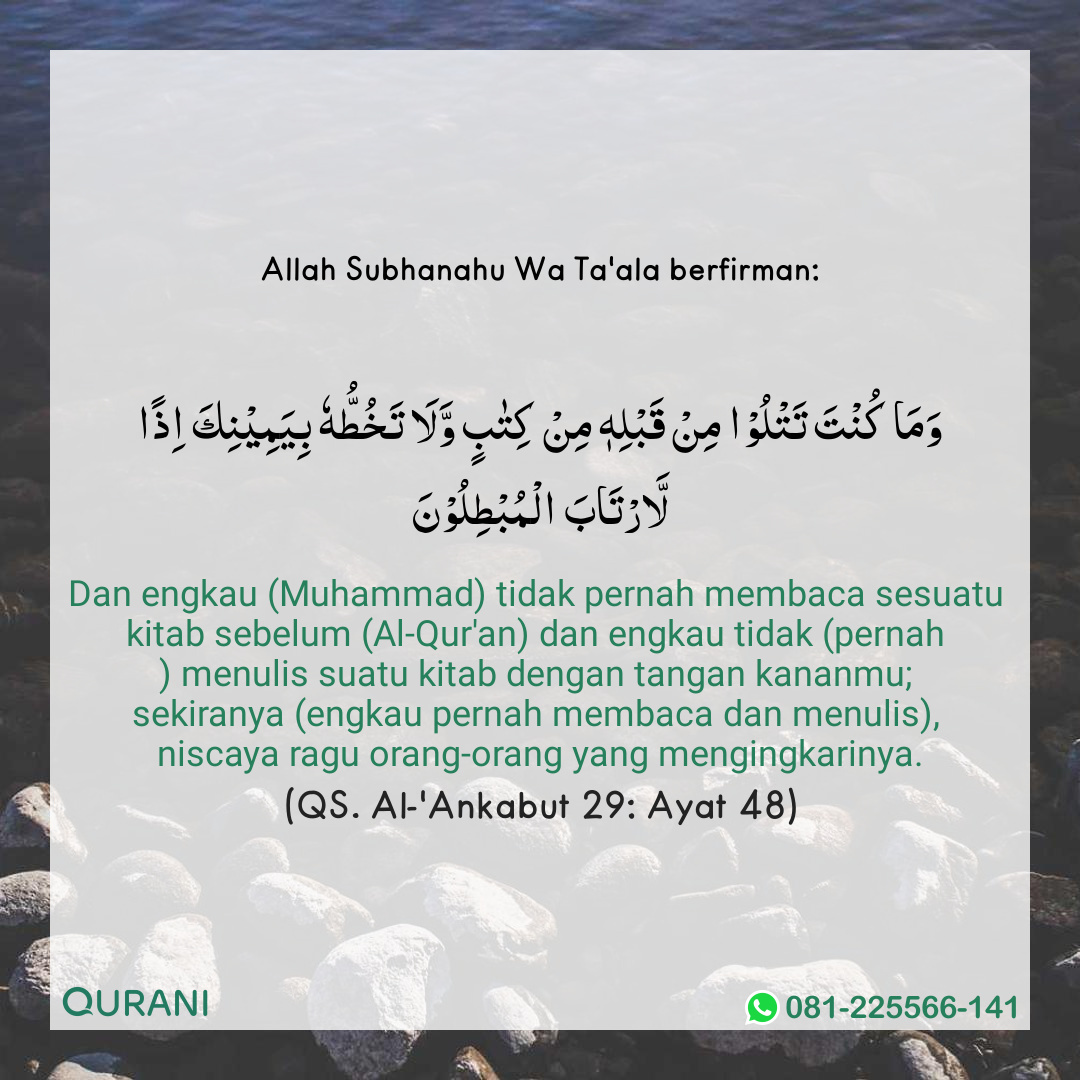 Allah Subhanahu Wa Ta'ala berfirman:
وَمَا كُنْتَ تَتْلُوْا مِنْ قَبْلِهٖ مِنْ كِتٰبٍ وَّلَا تَخُطُّهٗ بِيَمِيْنِكَ اِذًا
لَّارْتَابَ الْمُبْطِلُوْنَ
Dan engkau (Muhammad) tidak pernah membaca sesuatu
kitab sebelum (Al-Qur'an) dan engkau tidak (pernah
) menulis suatu kitab dengan tangan kananmu;
sekiranya (engkau pernah membaca dan menulis),
niscaya ragu orang-orang yang mengingkarinya.
(QS. Al-'Ankabut 29: Ayat 48)
QURANI
081-225566-141